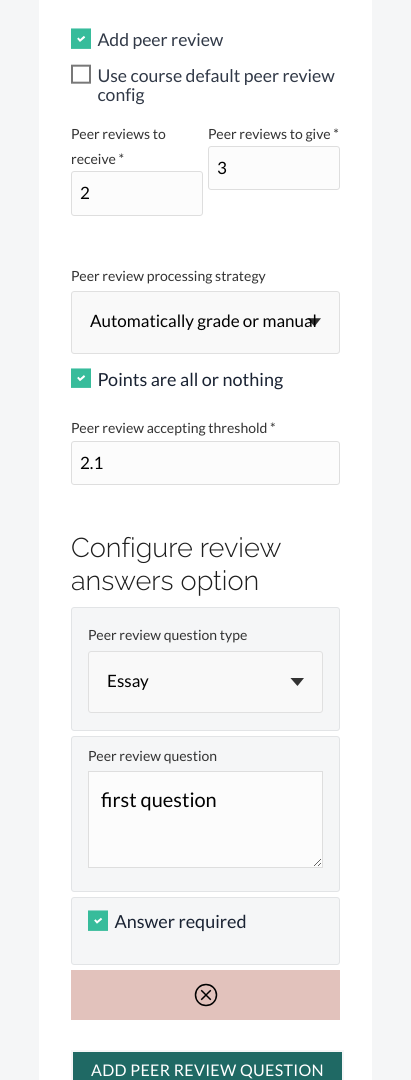 Add peer review
Use course default peer review
config
Peer reviews to
receive *
2
Peer reviews to give *
3
Peer review processing strategy
Automatically grade or manual
Points are all or nothing
Peer review accepting threshold *
2.1
Configure review
answers option
Peer review question type
Essay
Peer review question
first question
Answer required
ADD PEER REVIEW QUESTION